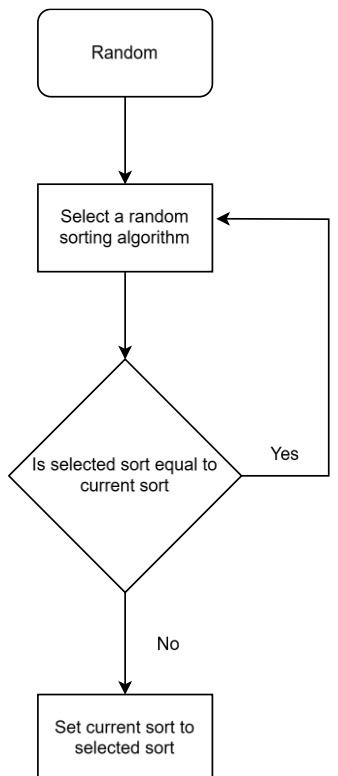 Random
Select a random
sorting algorithm
Is selected sort equal to
current sort
Yes
No
Set current sort to
selected sort